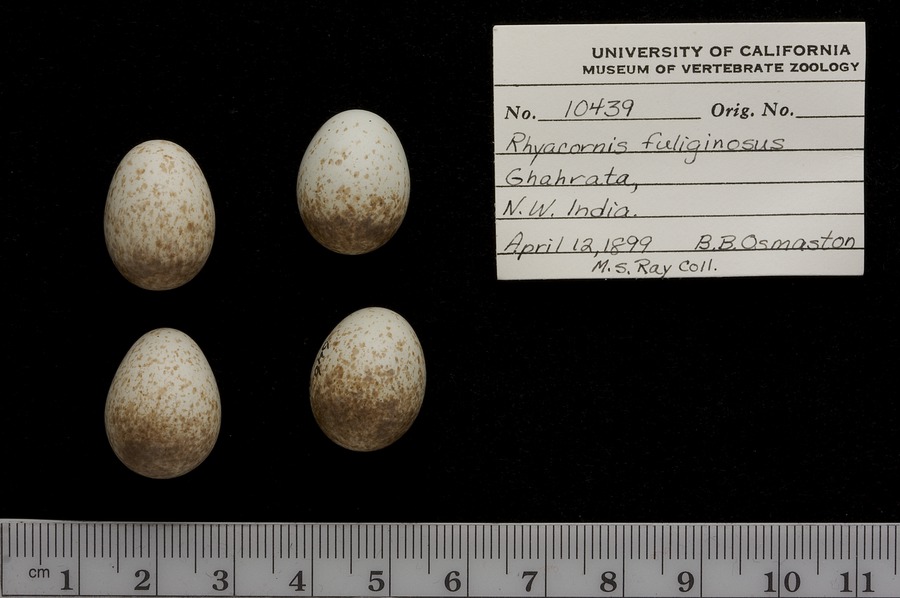 UNIVERSITY OF CALIFORNIA
MUSEUM OF VERTEBRATE ZOOLOGY
No. 10439 Orig. No.
Rhyacornis fuliginosus
Ghahrata,
N.W. India.
April 12, 1899 B.B. Osmaston
M.S. Ray Coll.
cm 1 2 3 4 5 6 7 8 9 10 11